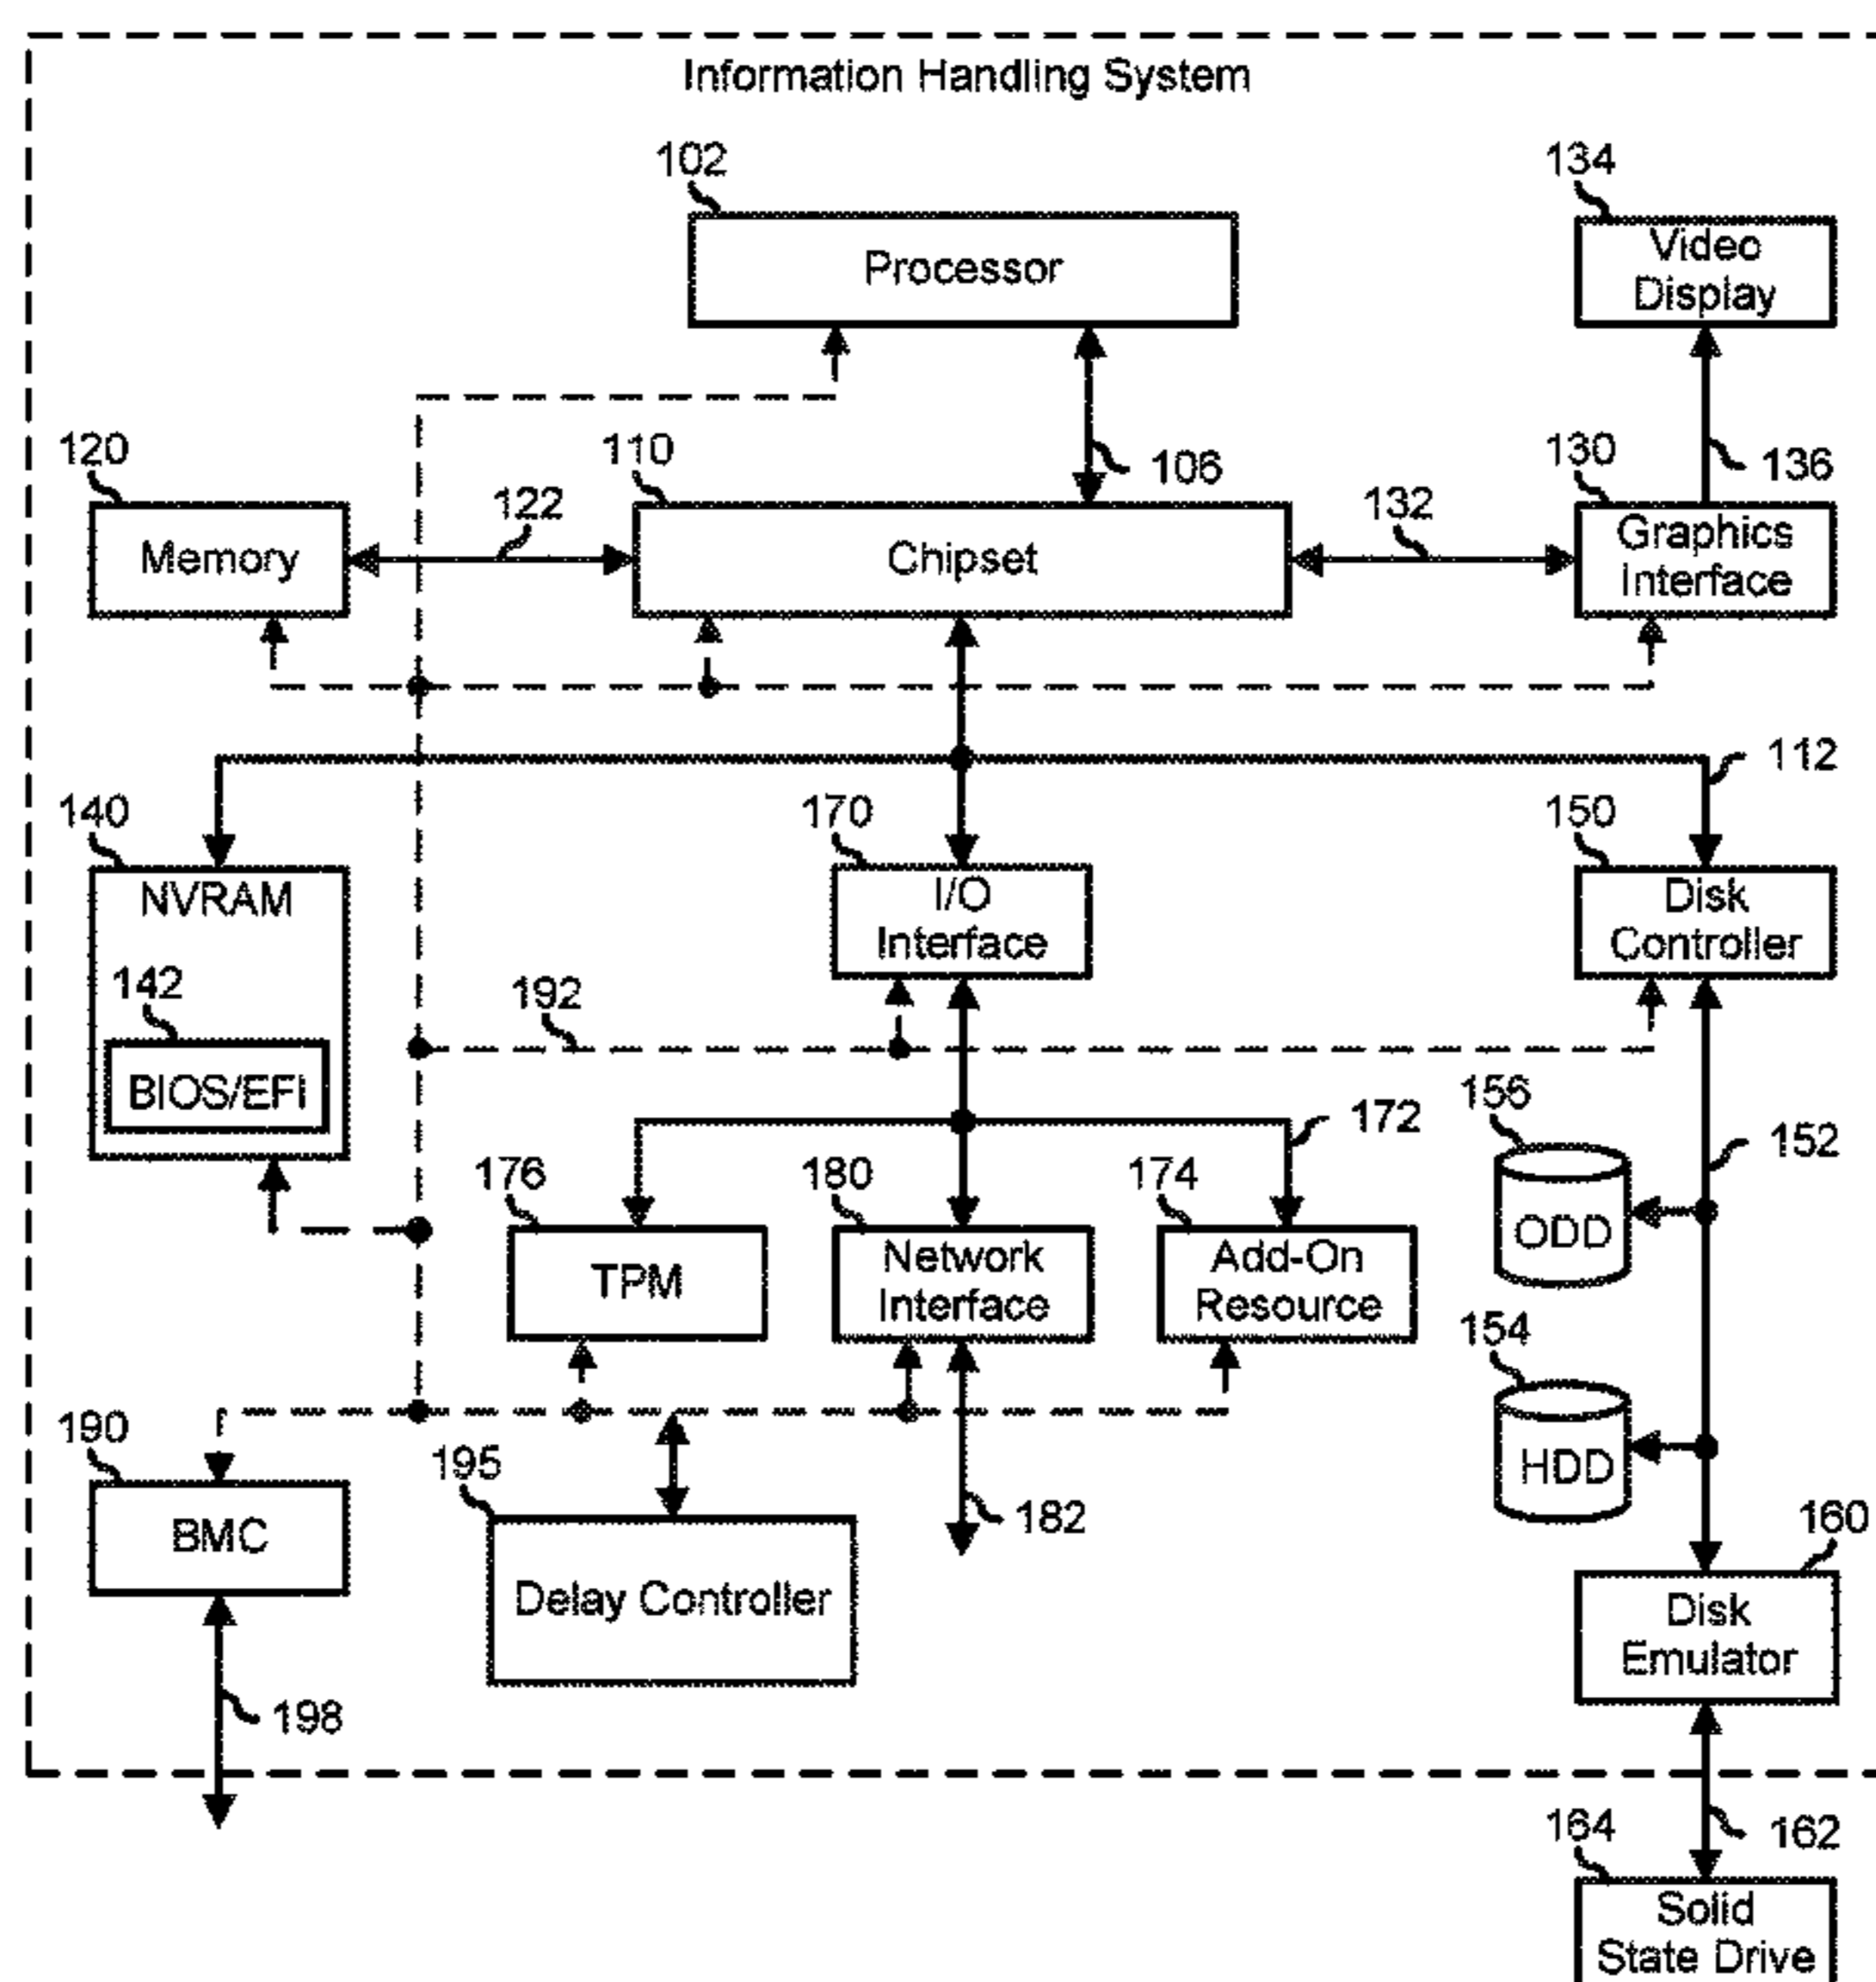 Information Handling System
102
134
Processor
Video
Display
120
110
106
130
136
122
132
Memory
Chipset
Graphics
Interface
112
140
170
150
NVRAM
I/O
Interface
Disk
Controller
142
192
BIOS/EFI
156
172
152
176
180
174
ODD
TPM
Network
Interface
Add-On
Resource
154
190
195
HDD
182
160
BMC
Delay Controller
Disk
Emulator
198
164
162
Solid
State Drive